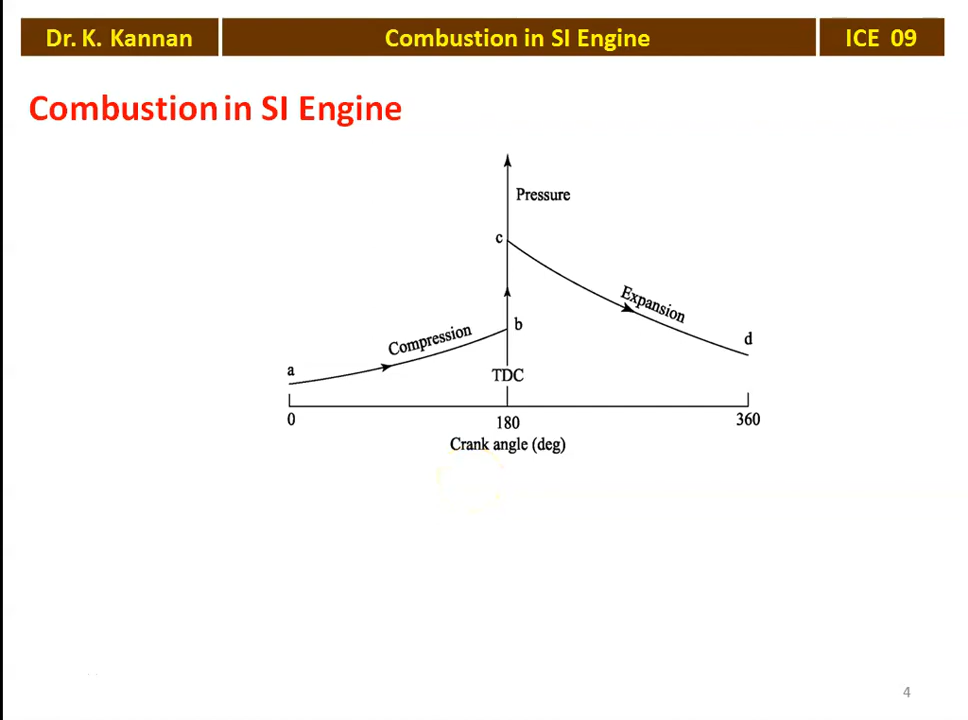 Dr. K. Kannan
Combustion in SI Engine
ICE 09
Combustion in SI Engine
Pressure
c
Expansion
b
d
Compression
a
TDC
0
180
360
Crank angle (deg)
4